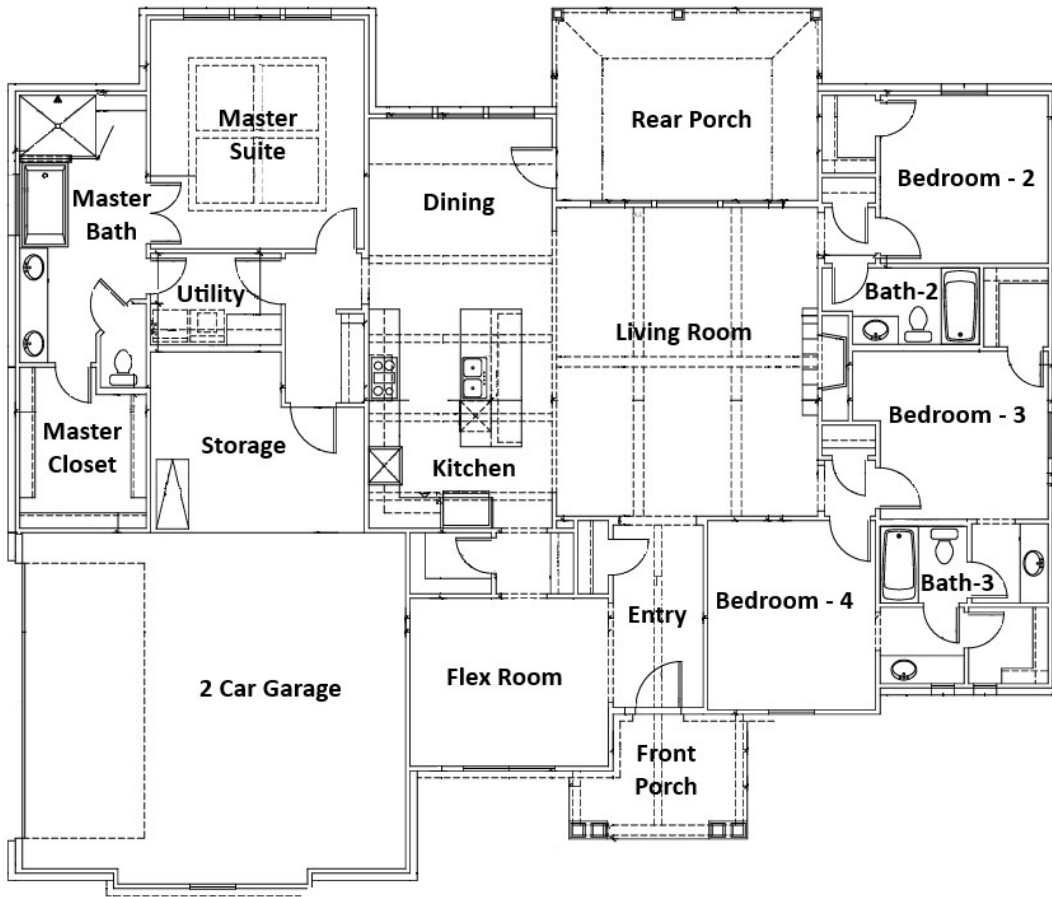 Master
Suite
Rear Porch
Bedroom - 2
Master
Bath
Dining
Utility
Bath-2
Living Room
Bedroom - 3
Master
Closet
Storage
Kitchen
Bath-3
Entry
Bedroom - 4
Flex Room
2 Car Garage
Front
Porch